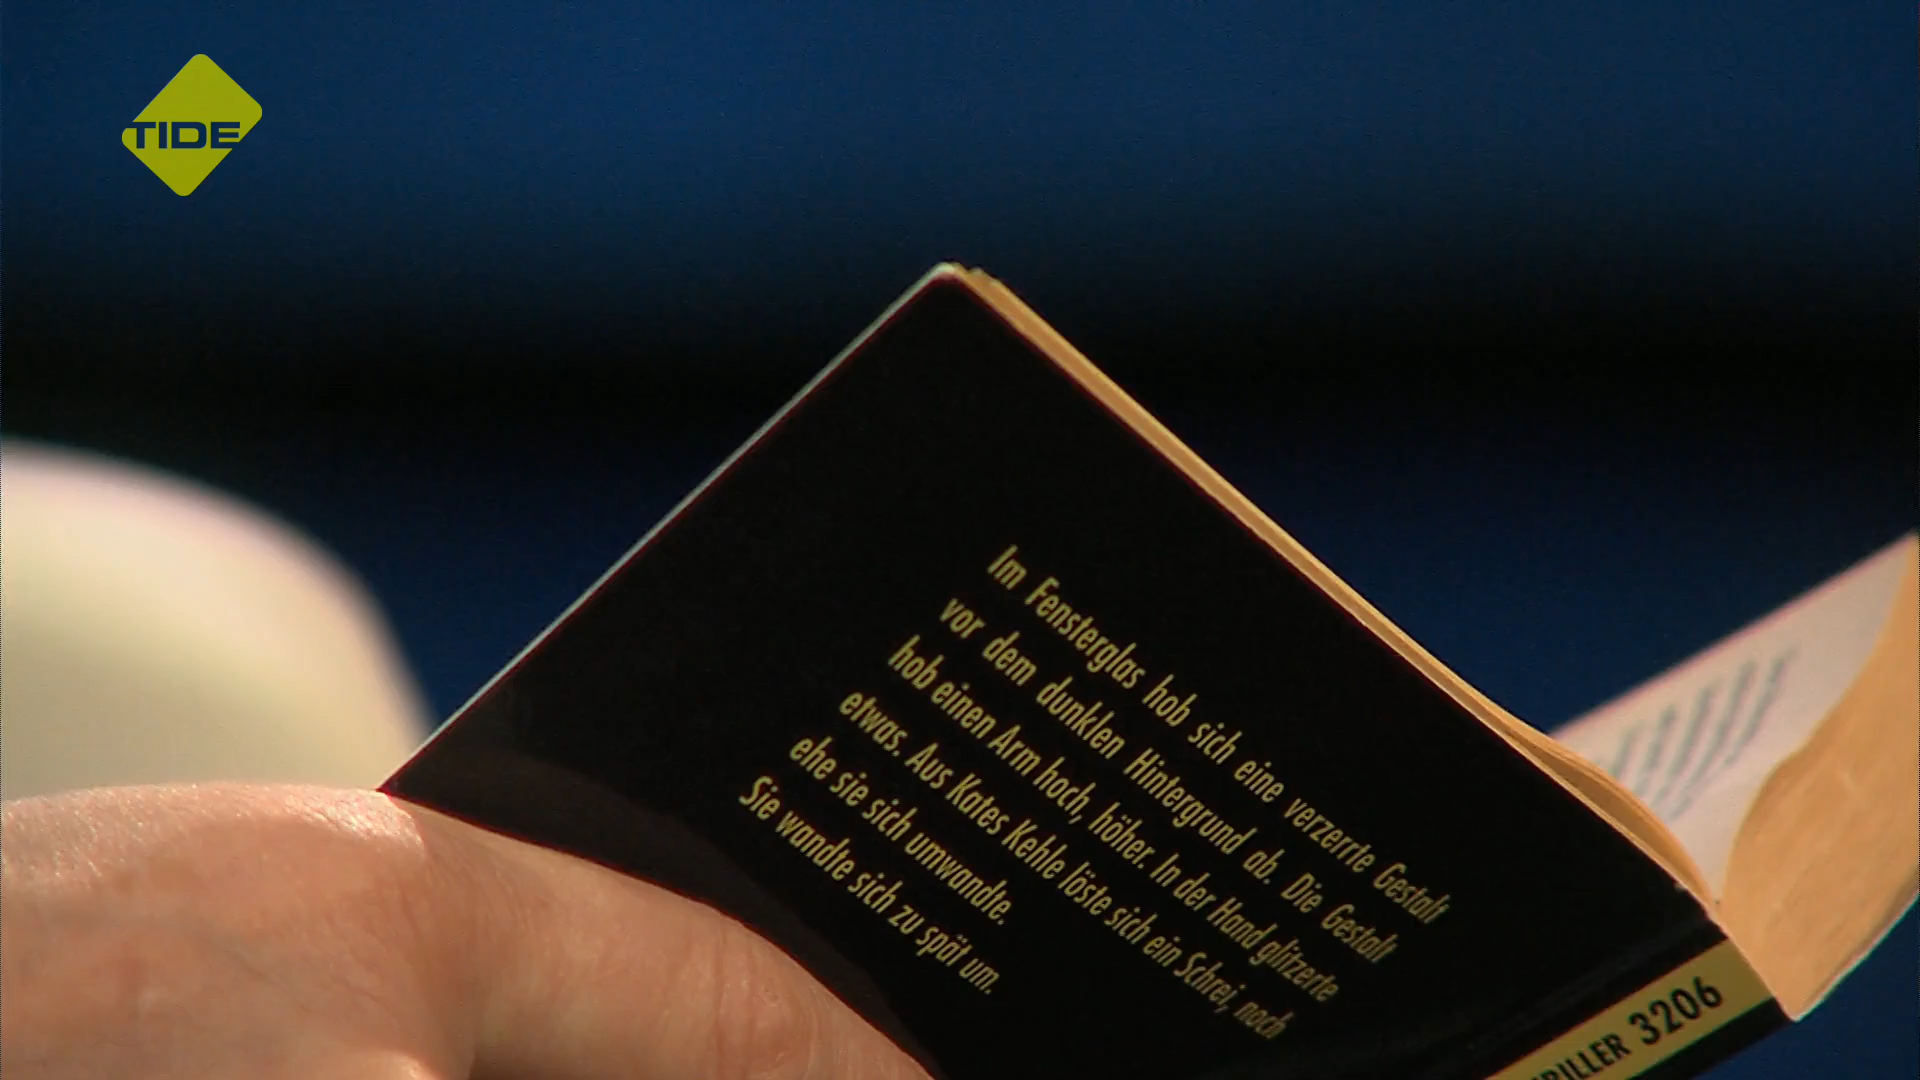 TIDE
Im Fensterglas hob sich eine verzerrte Gestalt
vor dem dunklen Hintergrund ab. Die Gestalt
hob einen Arm hoch, höher. In der Hand glitzerte
etwas. Aus Kates Kehle löste sich ein Schrei, noch
ehe sie sich umwandte.
Sie wandte sich zu spät um.
RILLER 3206